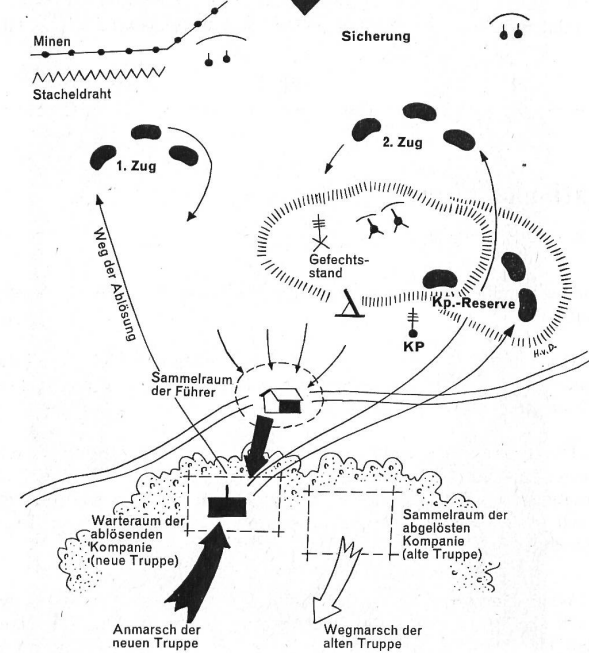 Minen
Sicherung
Stacheldraht
1. Zug
2. Zug
Weg der Ablösung
Gefechts-
stand
Kp.-Reserve
KP
H.v.D.
Sammelraum
der Führer
Warteraum der
ablösenden
Kompanie
(neue Truppe)
Sammelraum der
abgelösten
Kompanie
(alte Truppe)
Anmarsch der
neuen Truppe
Wegmarsch der
alten Truppe